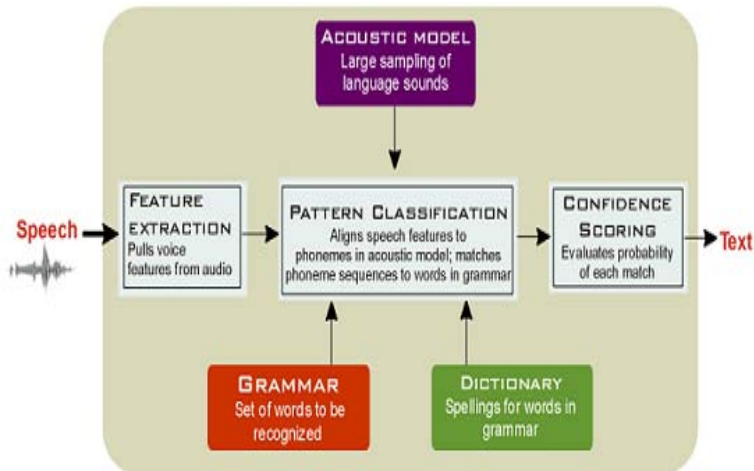 ACOUSTIC MODEL
Large sampling of
language sounds
Speech
FEATURE
EXTRACTION
Pulls voice
features from audio
PATTERN CLASSIFICATION
Aligns speech features to
phonemes in acoustic model; matches
phoneme sequences to words in grammar
CONFIDENCE
SCORING
Evaluates probability
of each match
Text
GRAMMAR
Set of words to be
recognized
DICTIONARY
Spellings for words in
grammar